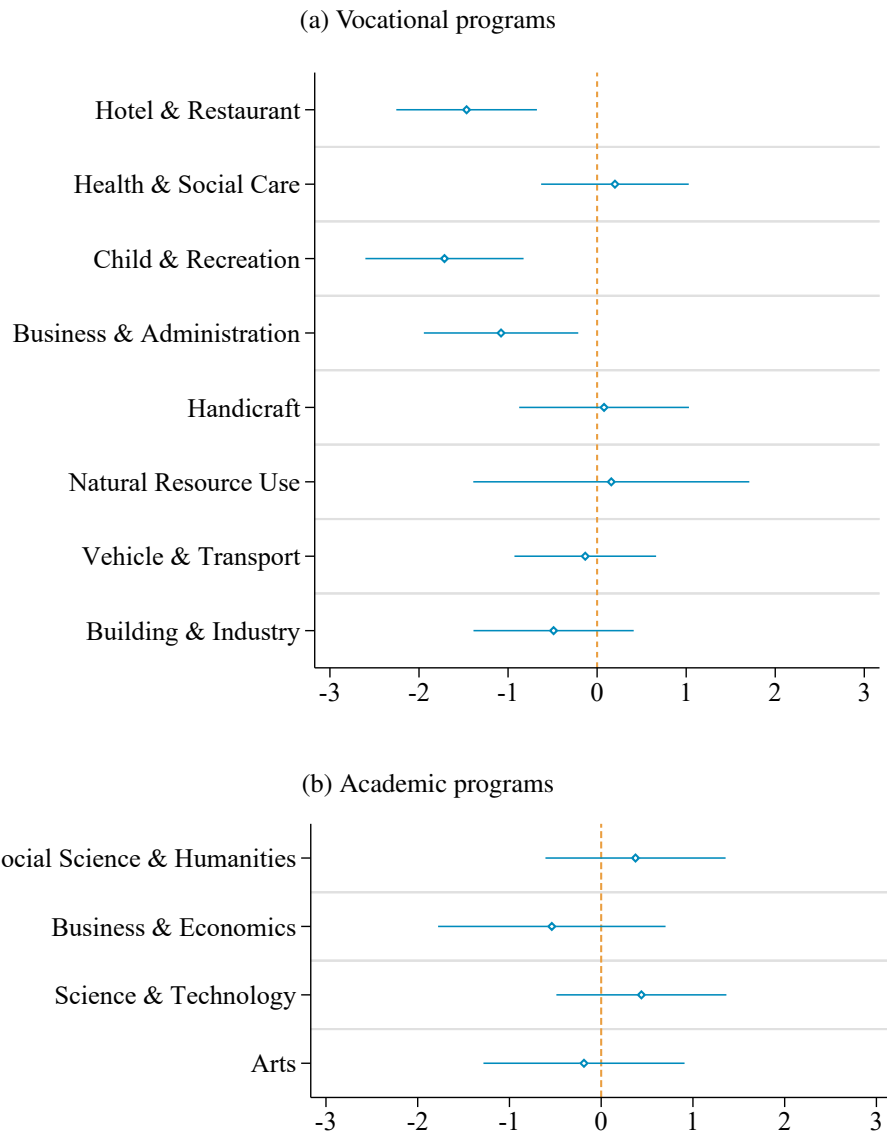 (a) Vocational programs
Hotel & Restaurant
Health & Social Care
Child & Recreation
Business & Administration
Handicraft
Natural Resource Use
Vehicle & Transport
Building & Industry
-3 -2 -1 0 1 2 3
(b) Academic programs
ocial Science & Humanities
Business & Economics
Science & Technology
Arts
-3 -2 -1 0 1 2 3